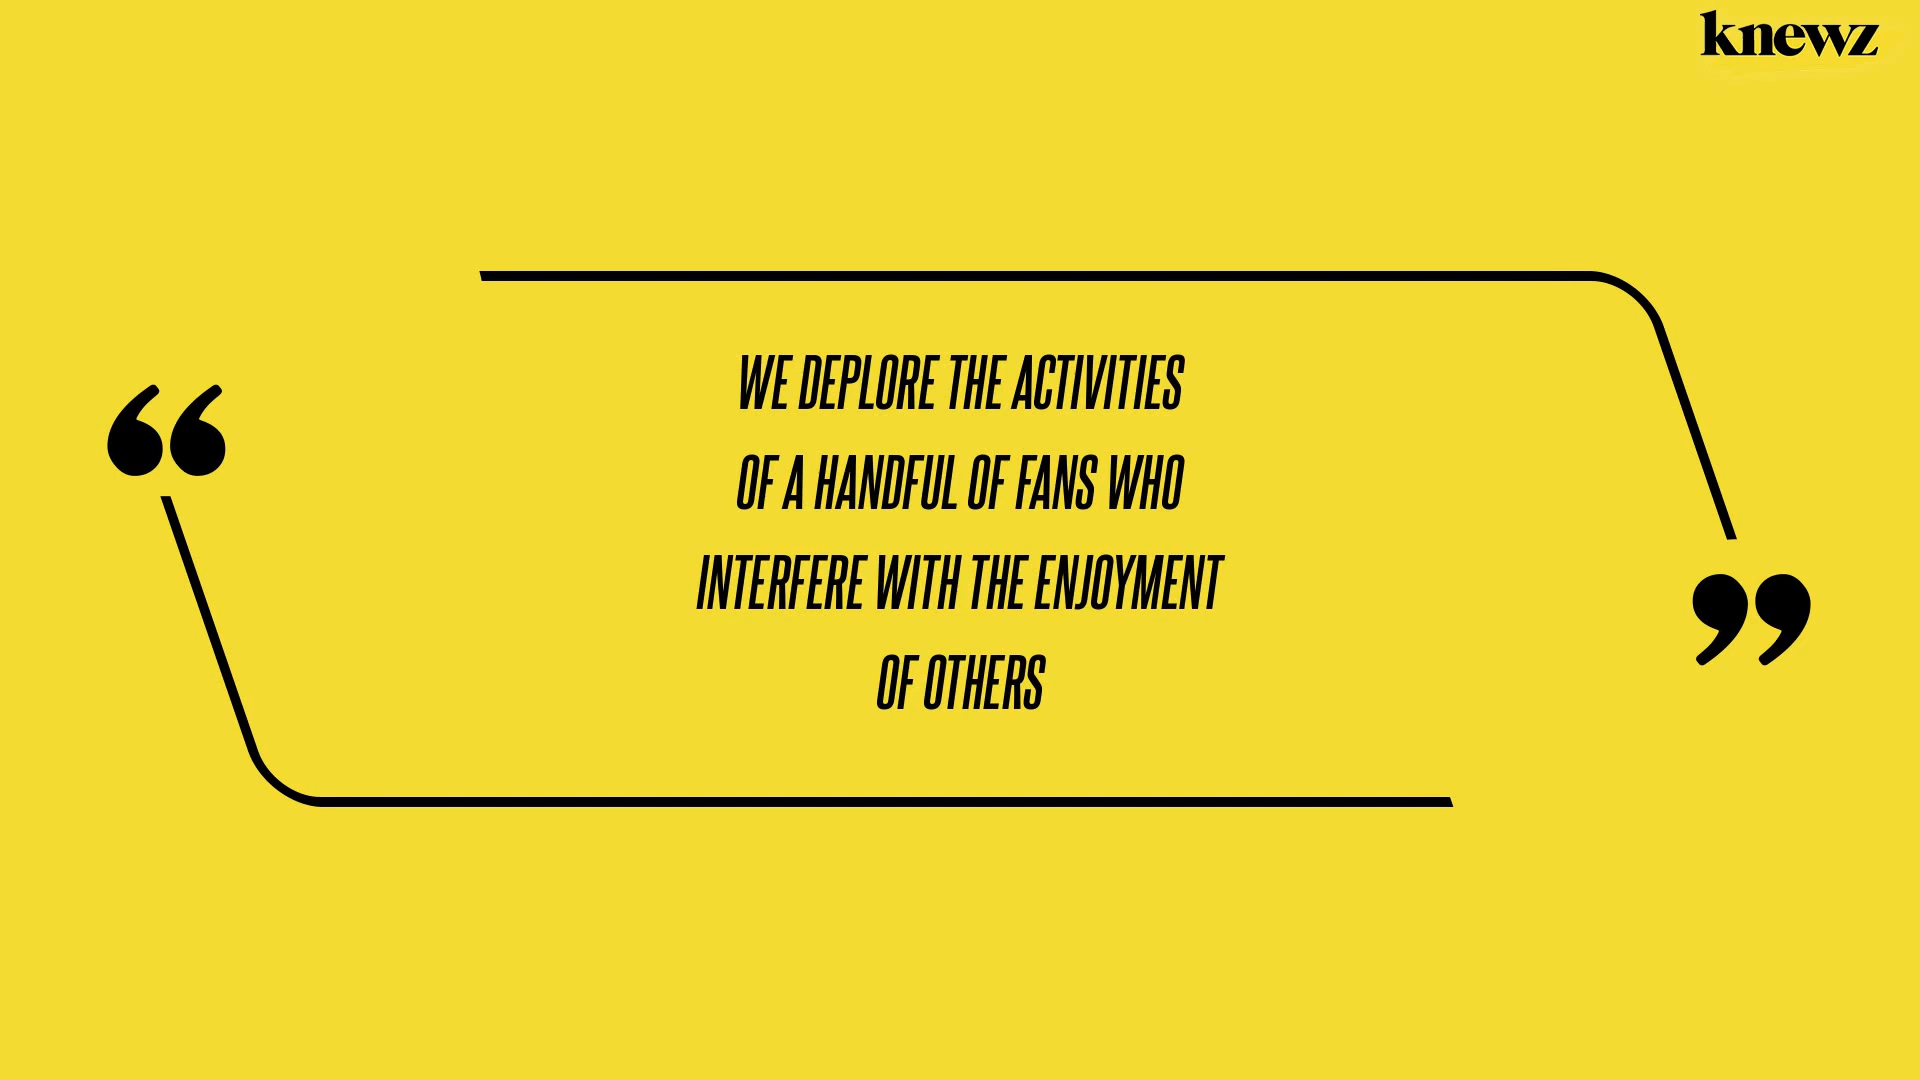 knewz
“
WE DEPLORE THE ACTIVITIES
OF A HANDFUL OF FANS WHO
INTERFERE WITH THE ENJOYMENT
OF OTHERS
”